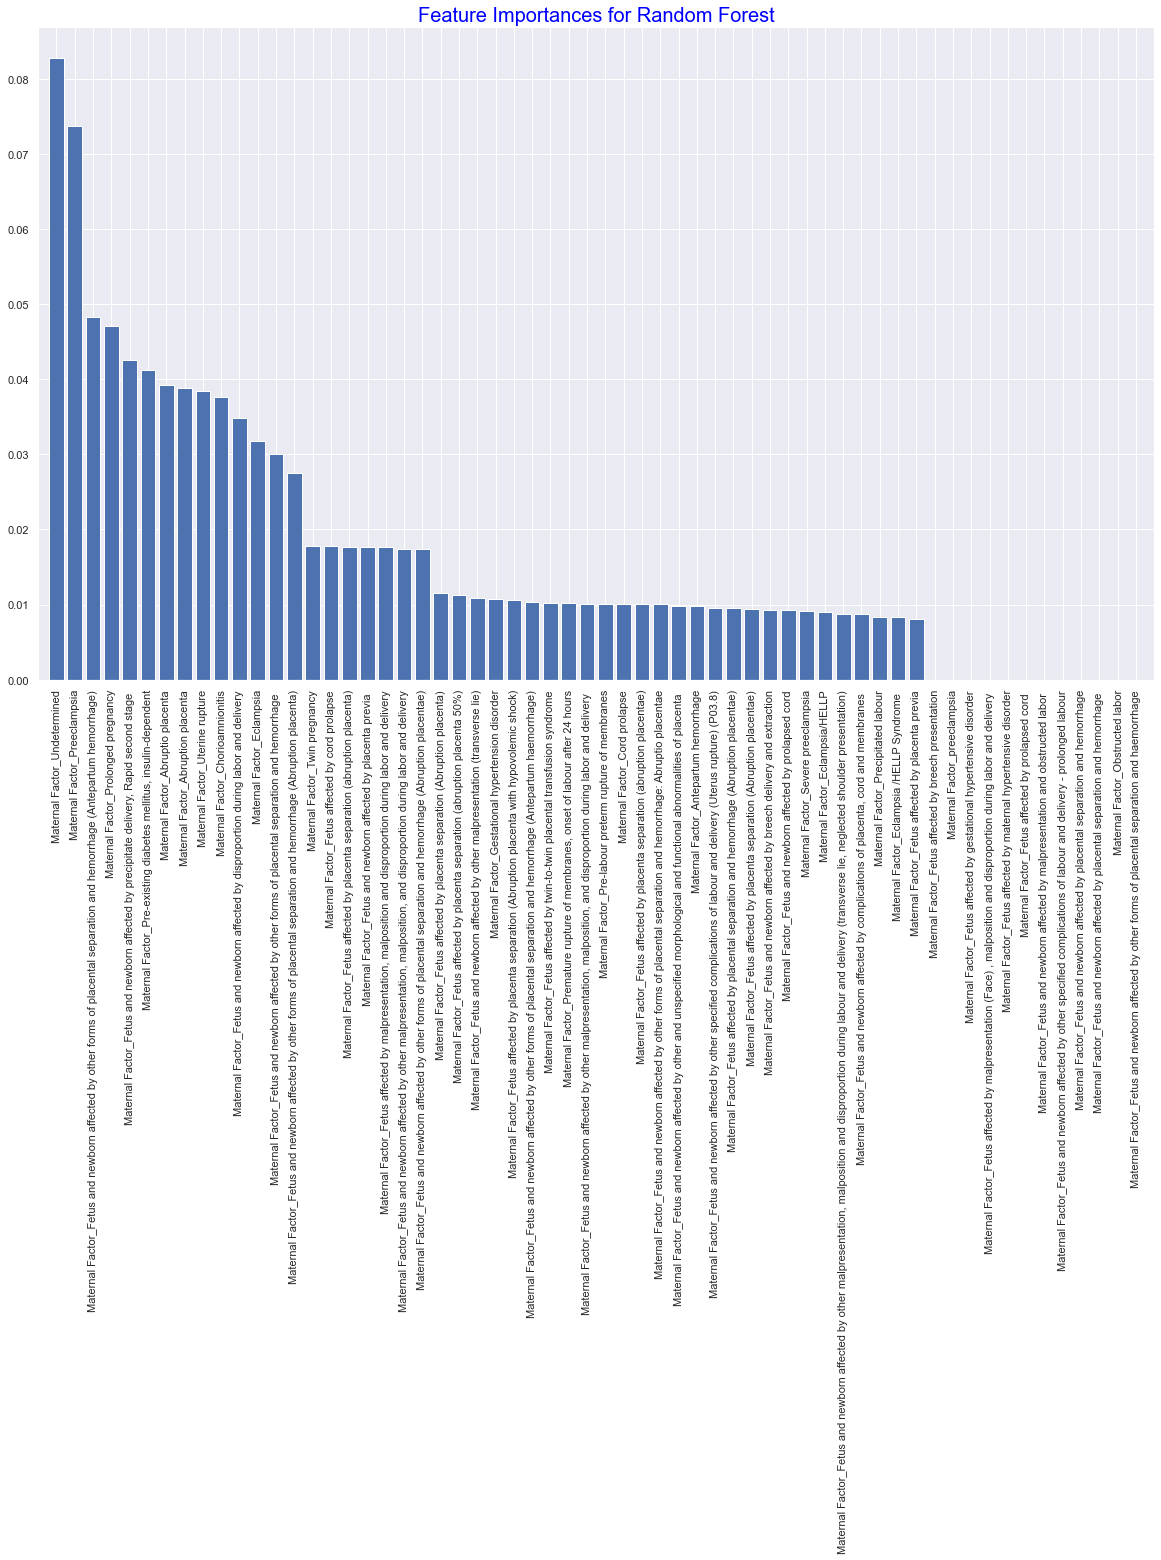 Feature Importances for Random Forest
0.08
0.07
0.06
0.05
0.04
0.03
0.02
0.01
0.00
Maternal Factor_Undetermined
Maternal Factor_Preeclampsia
Maternal Factor_Fetus and newborn affected by other forms of placental separation and hemorrhage (Antepartum hemorrhage)
Maternal Factor_Prolonged pregnancy
Maternal Factor_Fetus and newborn affected by precipitate delivery, Rapid second stage
Maternal Factor_Pre-existing diabetes mellitus, insulin-dependent
Maternal Factor_Abruptio placenta
Maternal Factor_Abruption placenta
Maternal Factor_Uterine rupture
Maternal Factor_Chorioamnionitis
Maternal Factor_Fetus and newborn affected by disproportion during labor and delivery
Maternal Factor_Eclampsia
Maternal Factor_Fetus and newborn affected by other forms of placental separation and hemorrhage
Maternal Factor_Fetus and newborn affected by other forms of placental separation and hemorrhage (Abruption placenta)
Maternal Factor_Twin pregnancy
Maternal Factor_Fetus affected by cord prolapse
Maternal Factor_Fetus affected by placenta separation (abruption placenta)
Maternal Factor_Fetus and newborn affected by placenta previa
Maternal Factor_Fetus affected by malpresentation, malposition and disproportion during labor and delivery
Maternal Factor_Fetus and newborn affected by other malpresentation, malposition, and disproportion during labor and delivery
Maternal Factor_Fetus and newborn affected by other forms of placental separation and hemorrhage (Abruption placentae)
Maternal Factor_Fetus affected by placenta separation (Abruption placenta)
Maternal Factor_Fetus affected by placenta separation (abruption placenta 50%)
Maternal Factor_Fetus and newborn affected by other malpresentation (transverse lie)
Maternal Factor_Gestational hypertension disorder
Maternal Factor_Fetus affected by placenta separation (Abruption placenta with hypovolemic shock)
Maternal Factor_Fetus and newborn affected by other forms of placental separation and hemorrhage (Antepartum haemorrhage)
Maternal Factor_Fetus affected by twin-to-twin placental transfusion syndrome
Maternal Factor_Premature rupture of membranes, onset of labour after 24 hours
Maternal Factor_Fetus and newborn affected by other malpresentation, malposition, and disproportion during labor and delivery
Maternal Factor_Pre-labour preterm rupture of membranes
Maternal Factor_Cord prolapse
Maternal Factor_Fetus affected by placenta separation (abruption placentae)
Maternal Factor_Fetus and newborn affected by other forms of placental separation and hemorrhage: Abruptio placentae
Maternal Factor_Fetus and newborn affected by other and unspecified morphological and functional abnormalities of placenta
Maternal Factor_ Antepartum hemorrhage
Maternal Factor_Fetus and newborn affected by other specified complications of labour and delivery (Uterus rupture) (P03.8)
Maternal Factor_Fetus affected by placental separation and hemorrhage (Abruption placentae)
Maternal Factor_Fetus affected by placenta separation (Abruption placentae)
Maternal Factor_Fetus and newborn affected by breech delivery and extraction
Maternal Factor_Fetus and newborn affected by prolapsed cord
Maternal Factor_Severe preeclampsia
Maternal Factor_Eclampsia/HELLP
Maternal Factor_Fetus and newborn affected by other malpresentation, malposition and disproportion during labour and delivery (transverse lie, neglected shoulder presentation)
Maternal Factor_Fetus and newborn affected by complications of placenta, cord and membranes
Maternal Factor_Precipitated labour
Maternal Factor_Eclampsia /HELLP Syndrome
Maternal Factor_Fetus affected by placenta previa
Maternal Factor_Fetus affected by breech presentation
Maternal Factor_preeclampsia
Maternal Factor_Fetus affected by gestational hypertensive disorder
Maternal Factor_Fetus affected by malpresentation (Face) , malposition and disproportion during labor and delivery
Maternal Factor_Fetus affected by maternal hypertensive disorder
Maternal Factor_Fetus affected by prolapsed cord
Maternal Factor_Fetus and newborn affected by malpresentation and obstructed labor
Maternal Factor_Fetus and newborn affected by other specified complications of labour and delivery - prolonged labour
Maternal Factor_Fetus and newborn affected by placental separation and hemorrhage
Maternal Factor_Fetus and newborn affected by placental separation and hemorrhage
Maternal Factor_Obstructed labor
Maternal Factor_Fetus and newborn affected by other forms of placental separation and haemorrhage